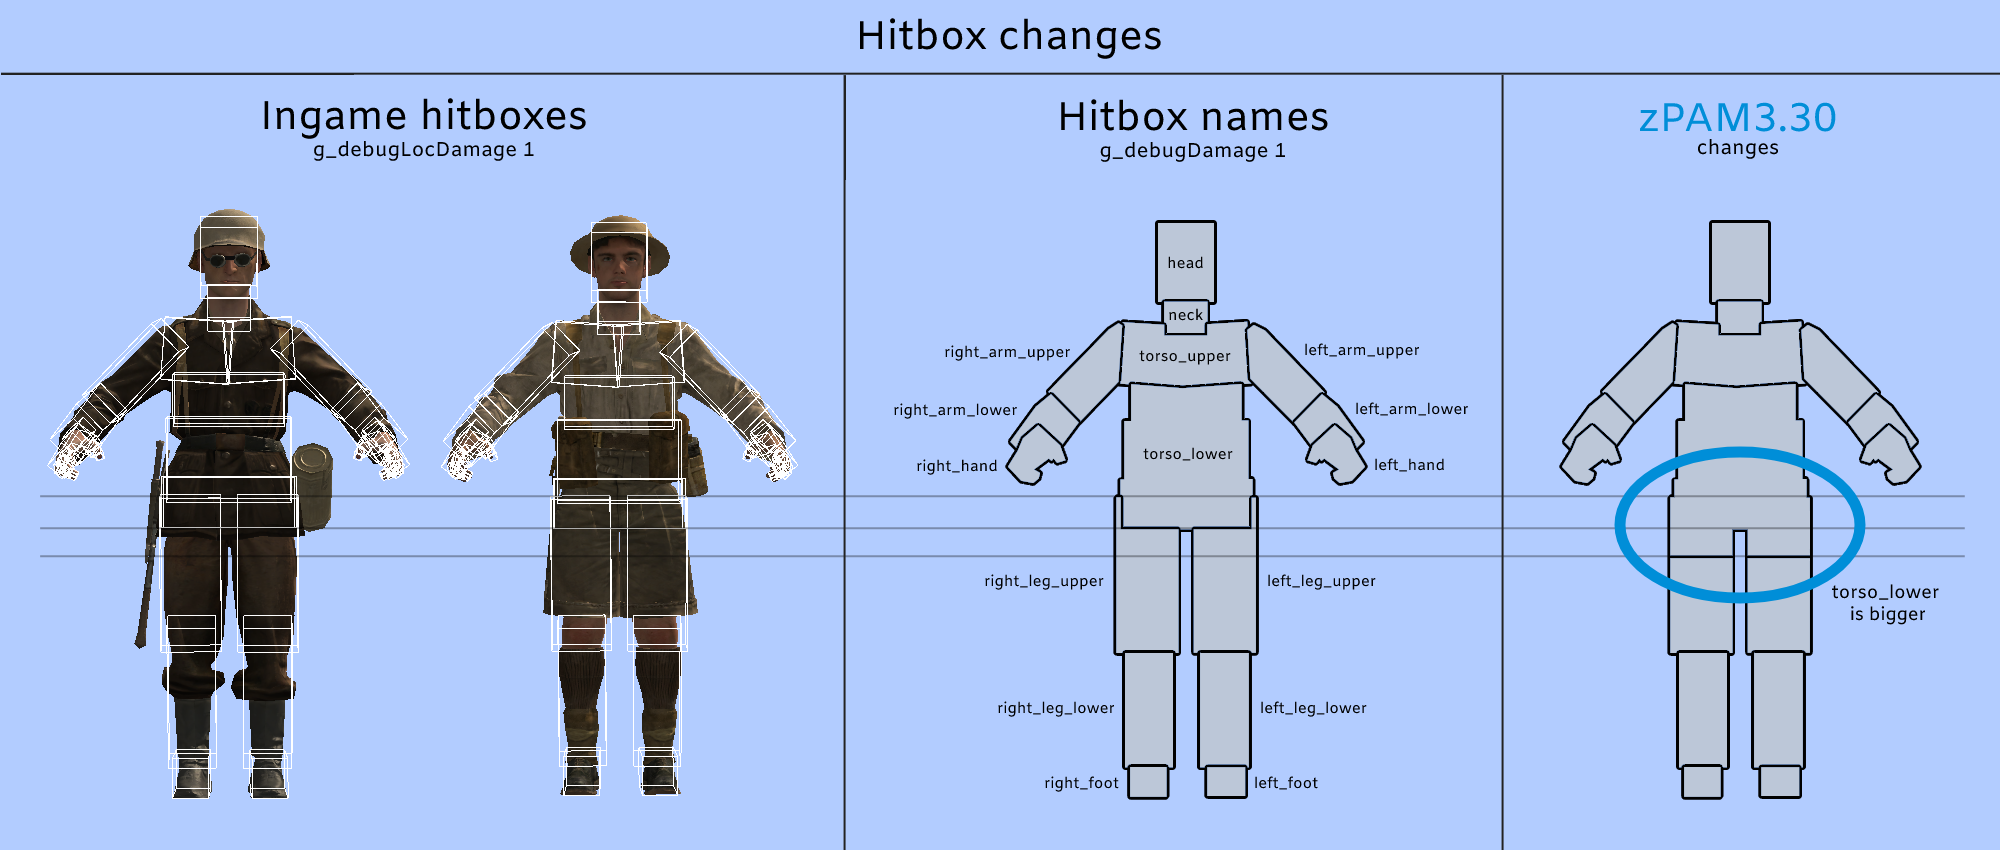 Hitbox changes
Ingame hitboxes
g_debugLocDamage 1
Hitbox names
g_debugDamage 1
zPAM3.30
changes
head
neck
torso_upper
right_arm_upper
left_arm_upper
right_arm_lower
left_arm_lower
torso_lower
right_hand
left_hand
right_leg_upper
left_leg_upper
right_leg_lower
left_leg_lower
right_foot
left_foot
torso_lower
is bigger